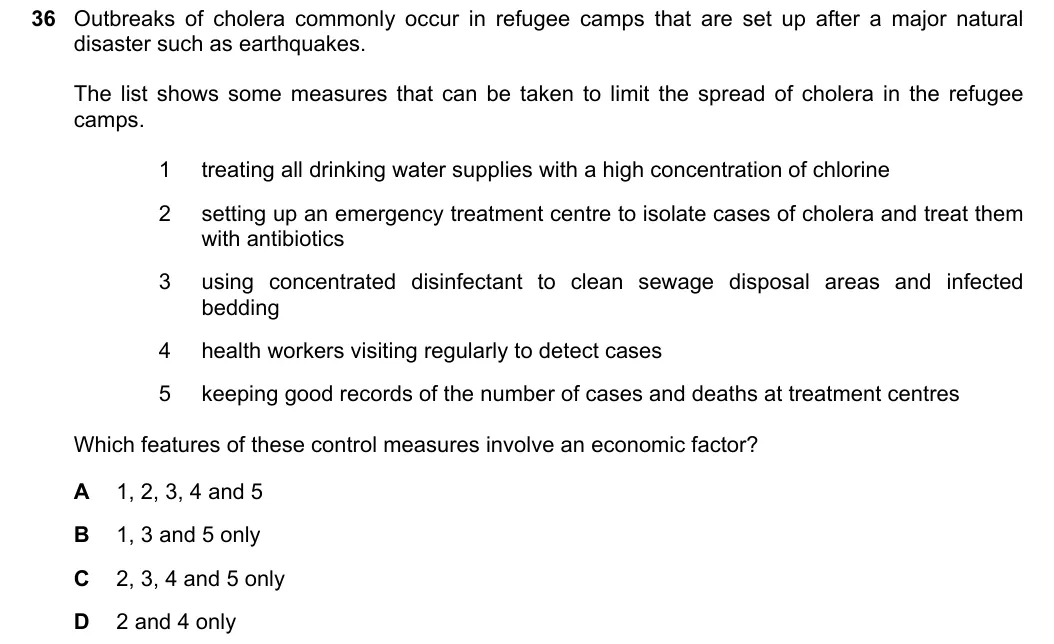 36 Outbreaks of cholera commonly occur in refugee camps that are set up after a major natural
disaster such as earthquakes.
The list shows some measures that can be taken to limit the spread of cholera in the refugee
camps.
1 treating all drinking water supplies with a high concentration of chlorine
2 setting up an emergency treatment centre to isolate cases of cholera and treat them
with antibiotics
3 using concentrated disinfectant to clean sewage disposal areas and infected
bedding
4 health workers visiting regularly to detect cases
5 keeping good records of the number of cases and deaths at treatment centres
Which features of these control measures involve an economic factor?
A 1, 2, 3, 4 and 5
B 1, 3 and 5 only
C 2, 3, 4 and 5 only
D 2 and 4 only